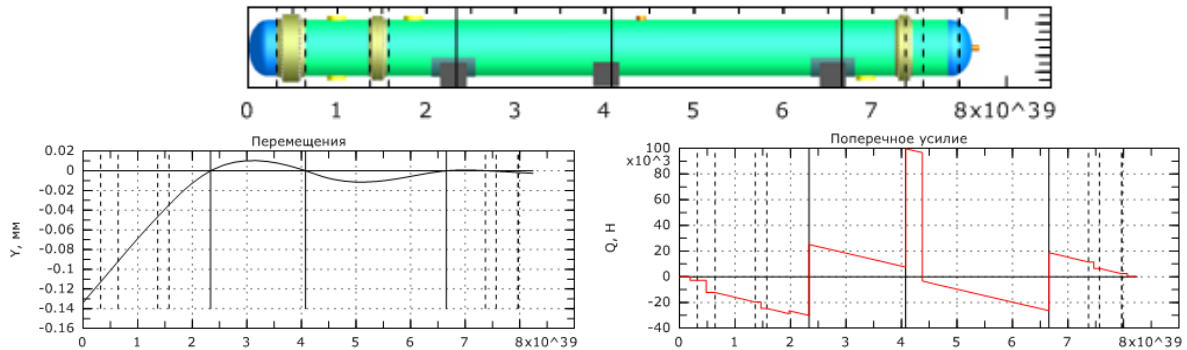 0 1 2 3 4 5 6 7 8x10^39
Перемещения
0.02
0
-0.02
-0.04
-0.06
-0.08
-0.1
-0.12
-0.14
-0.16
Y, мм
0 1 2 3 4 5 6 7 8x10^39
Поперечное усилие
100
x10^3
80
60
40
20
0
-20
-40
Q, Н
0 1 2 3 4 5 6 7 8x10^39